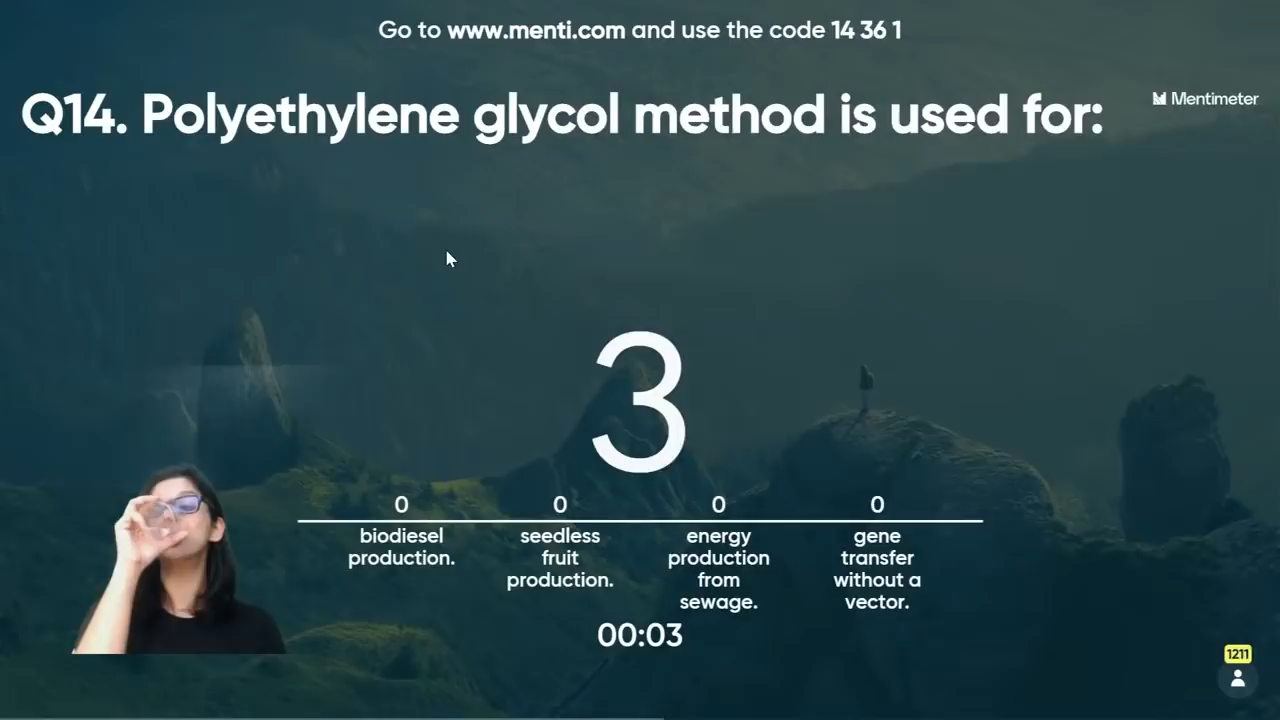 Go to www.menti.com and use the code 14 36 1
Q14. Polyethylene glycol method is used for:
Mentimeter
3
0
biodiesel
production.
0
seedless
fruit
production.
0
energy
production
from
sewage.
0
gene
transfer
without a
vector.
00:03
1211